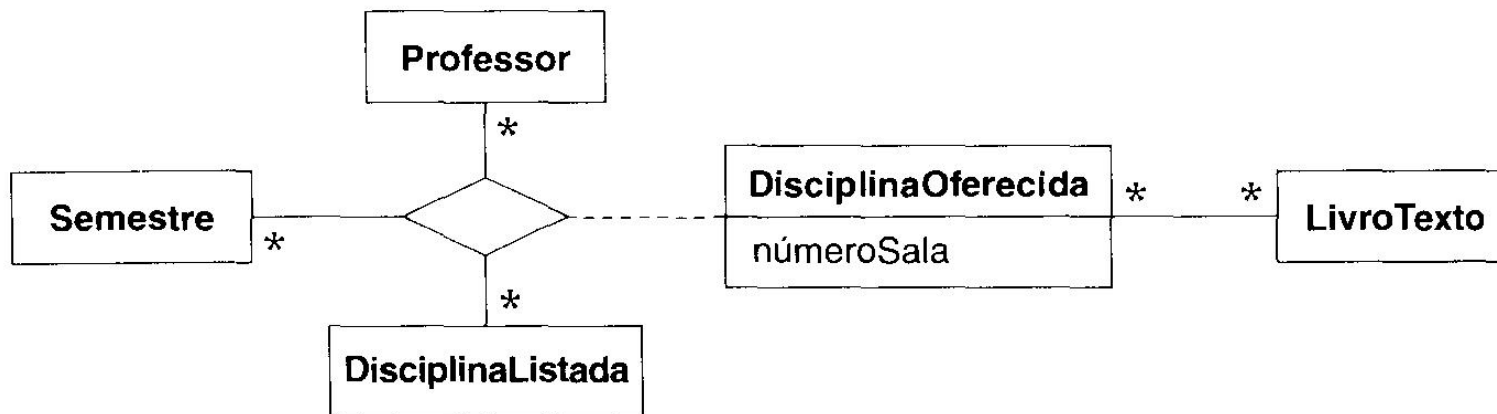 Professor
*
Semestre
*
DisciplinaOferecida
númeroSala
*
*
LivroTexto
*
DisciplinaListada